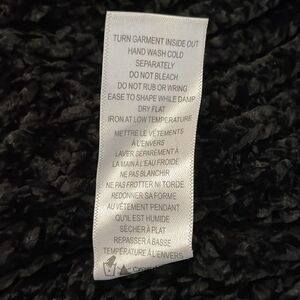 TURN GARMENT INSIDE OUT
HAND WASH COLD
SEPARATELY
DO NOT BLEACH
DO NOT RUB OR WRING
EASE TO SHAPE WHILE DAMP
DRY FLAT
IRON AT LOW TEMPERATURE
METTRE LE VÊTEMENTS
À L'ENVERS
LAVER SÉPARÉMENT À
LA MAIN À L'EAU FROIDE
NE PAS BLANCHIR
NE PAS FROTTER NI TORDE
REDONNER SA FORME
AU VÊTEMENT PENDANT
QU'IL EST HUMIDE
SÉCHER À PLAT
REPASSER À BASSE
TEMPÉRATURE À L'ENVERS